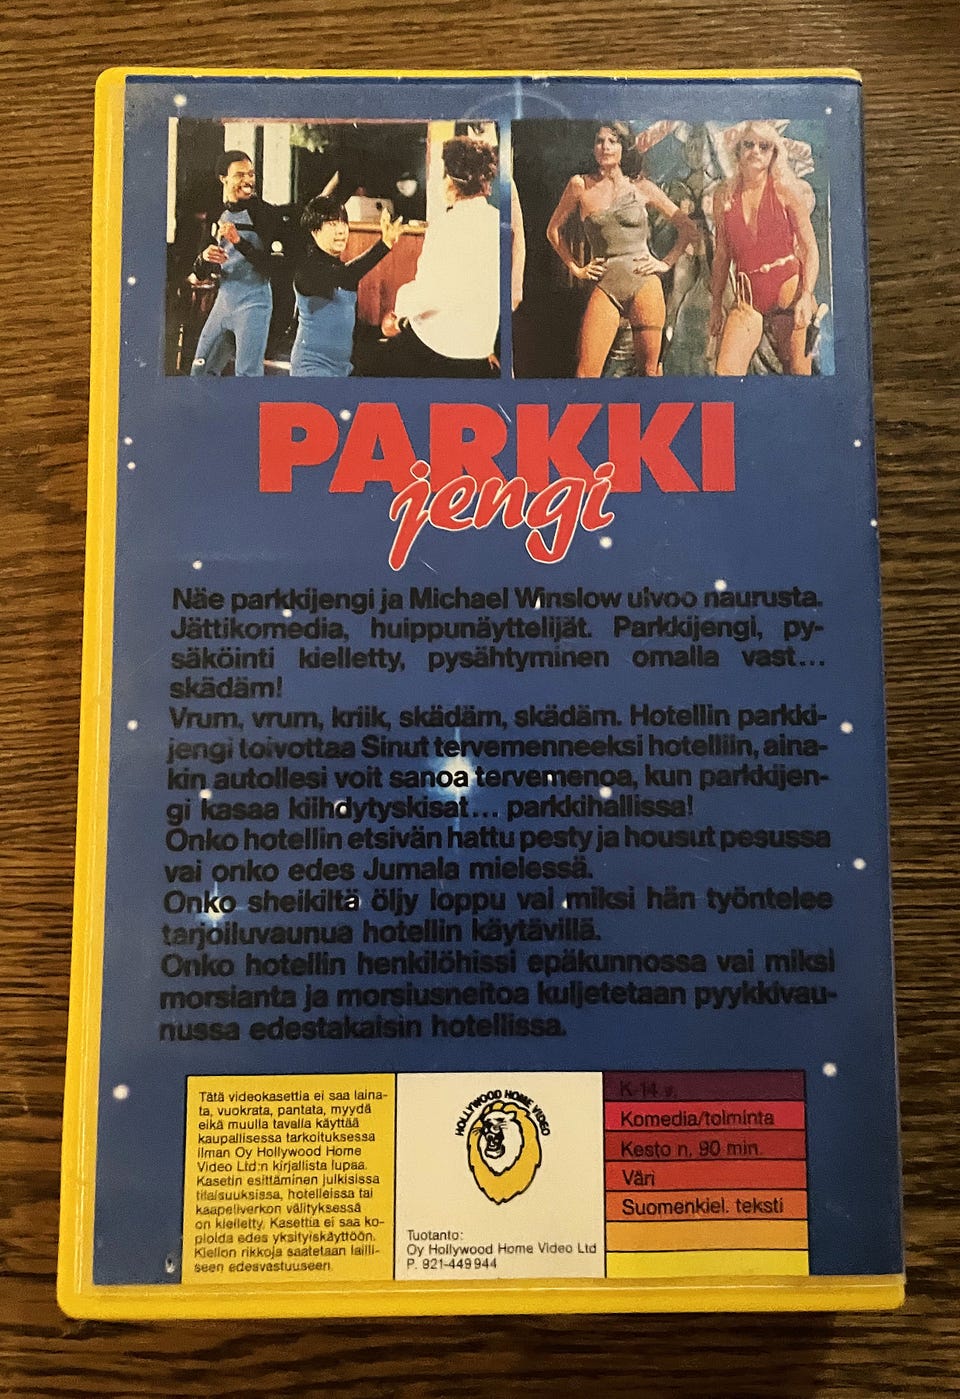 PARKKI
jengi
Näe parkkijengi ja Michael Winslow ulvoo naurusta.
Jättikomedia, huippunäyttelijät. Parkkijengi, py-
säköinti kielletty, pysähtyminen omalla vast...
skädäm!
Vrum, vrum, kriik, skädäm, skädäm. Hotellin parkki-
jengi toivottaa Sinut tervemenneeksi hotelliin, aina-
kin autollesi voit sanoa tervemenoa, kun parkkijen-
gi kasaa kiihdytyskisat... parkkihallissa!
Onko hotellin etsivän hattu pesty ja housut pesussa
vai onko edes Jumala mielessä.
Onko sheikiltä öljy loppu vai miksi hän työntelee
tarjoiluvaunua hotellin käytävillä.
Onko hotellin henkilöhissi epäkunnossa vai miksi
morsianta ja morsiusneitoa kuljetetaan pyykkivau-
nussa edestakaisin hotellissa.
Tätä videokasettia ei saa laina-
ta, vuokrata, pantata, myydä
eikä muulla tavalla käyttää
kaupallisessa tarkoituksessa
ilman Oy Hollywood Home
Video Ltd:n kirjallista lupaa.
Kasetin esittäminen julkisissa
tilaisuuksissa, hotelleissa tai
kaapeliverkon välityksessä
on kielletty. Kasettia ei saa ko-
pioida edes yksityiskäyttöön.
Kiellon rikkoja saatetaan lailli-
seen edesvastuuseen.
HOLLYWOOD HOME VIDEO
Tuotanto:
Oy Hollywood Home Video Ltd
P. 921-449944
K-14 v.
Komedia/toiminta
Kesto n. 90 min.
Väri
Suomenkiel. teksti